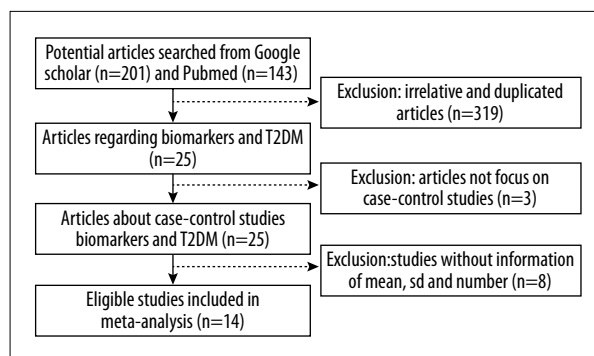 Potential articles searched from Google
scholar (n=201) and Pubmed (n=143)
Exclusion: irrelative and duplicated
articles (n=319)
Articles regarding biomarkers and T2DM
(n=25)
Exclusion: articles not focus on
case-control studies (n=3)
Articles about case-control studies
biomarkers and T2DM (n=25)
Exclusion:studies without information
of mean, sd and number (n=8)
Eligible studies included in
meta-analysis (n=14)